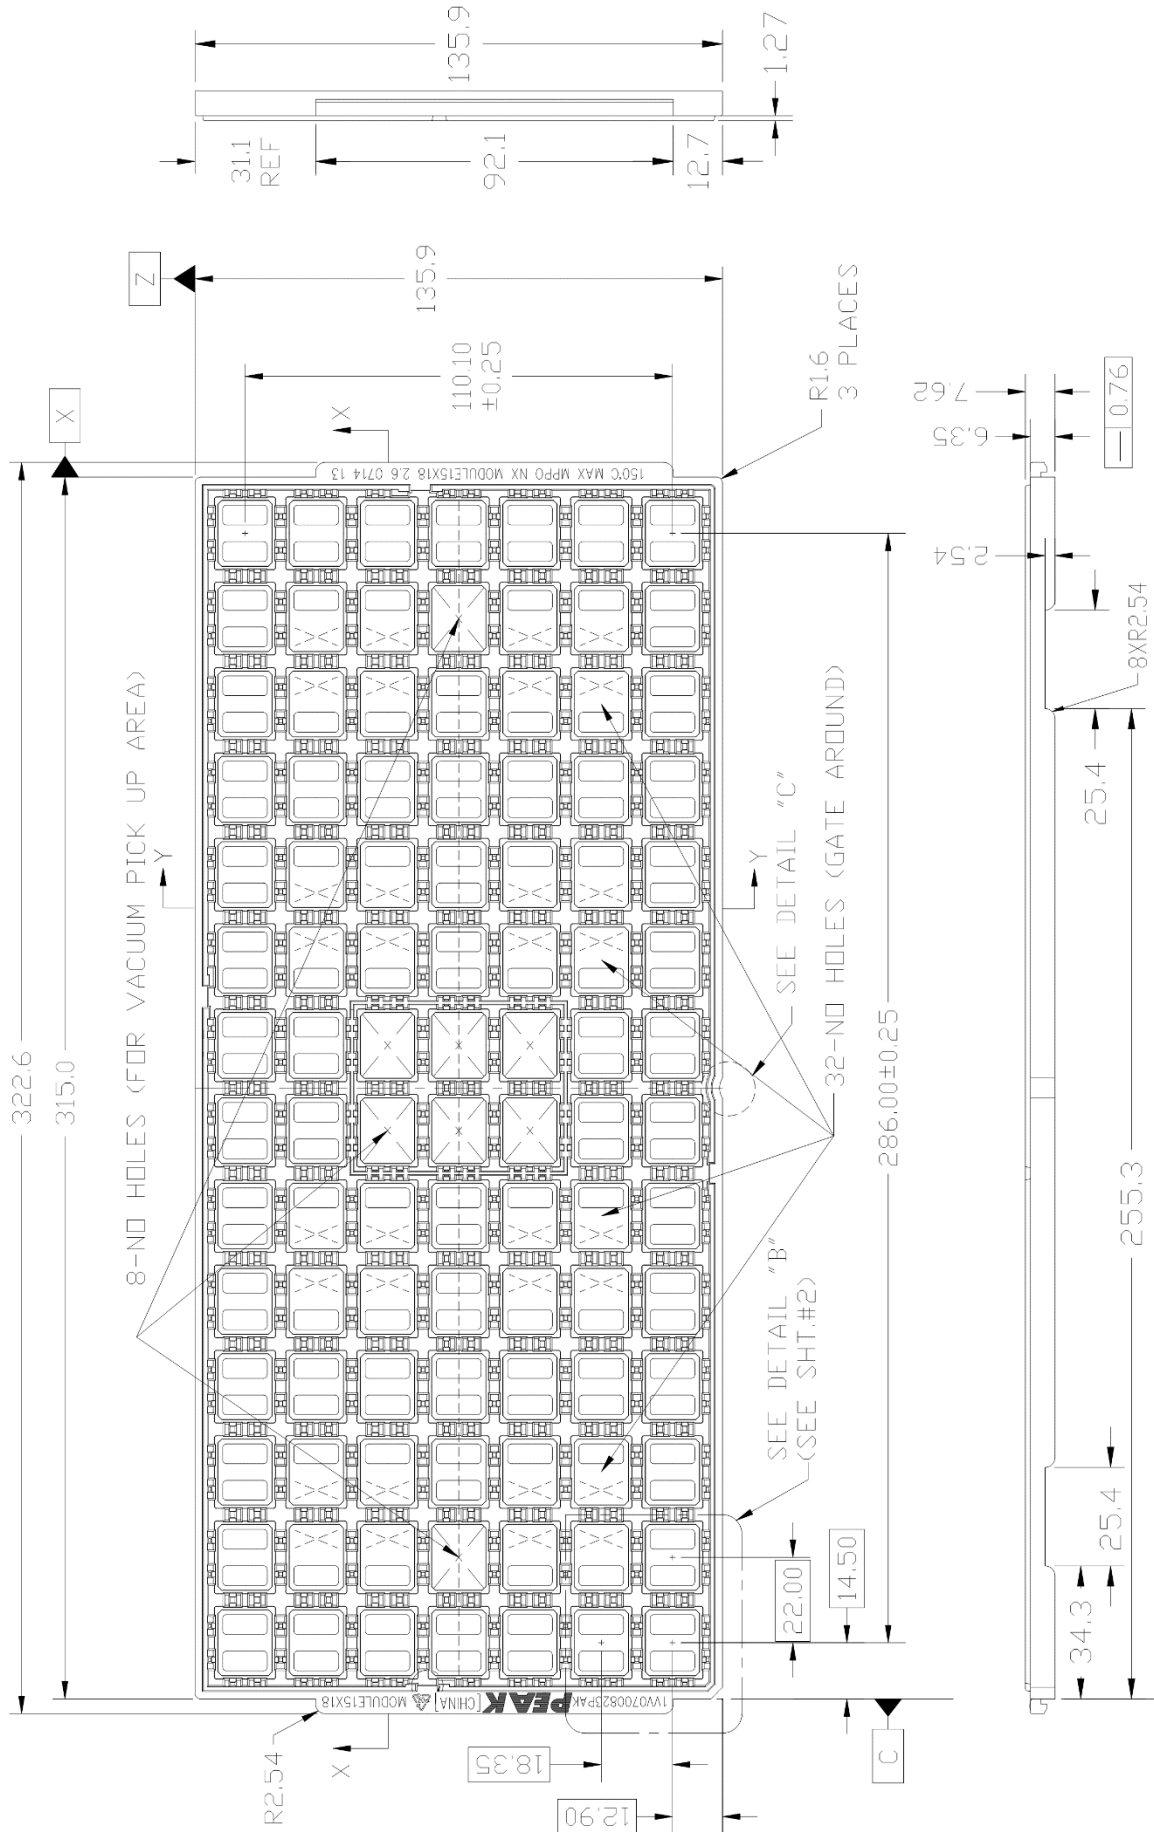 322.6
315.0
X
8-NO HOLES (FOR VACUUM PICK UP AREA)
Z
135.9
31.1
REF
92.1
12.7
1.27
135.9
110.10
±0.25
X
R1.6
3 PLACES
Y
Y
150°C MAX MPPO NX MODULE15X18 2.6 0714 13
1VV0700823PAK PEAK [CHINA] MODULE15X18
R2.54
X
18.35
12.90
C
22.00
14.50
286.00±0.25
SEE DETAIL "B"
(SEE SHT.#2)
SEE DETAIL "C"
32-NO HOLES (GATE AROUND)
7.62
6.35
0.76
2.54
8XR2.54
25.4
255.3
25.4
34.3